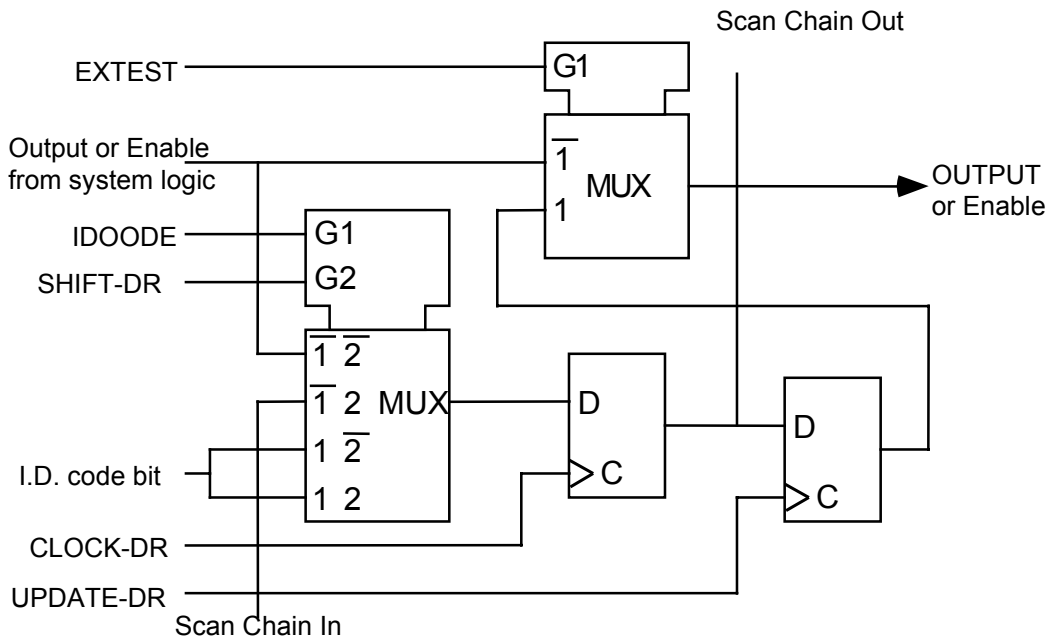 Scan Chain Out
EXTEST
G1
Output or Enable
from system logic
1̅
MUX
1
OUTPUT
or Enable
IDOODE
G1
SHIFT-DR
G2
1̅ 2̅
1̅ 2 MUX
1 2̅
1 2
I.D. code bit
D
C
D
C
CLOCK-DR
UPDATE-DR
Scan Chain In